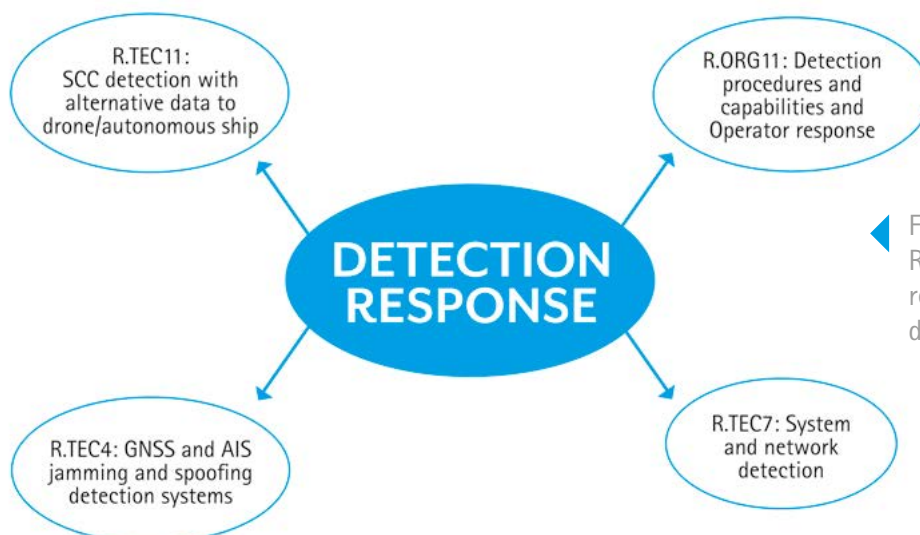 R.TEC11:
SCC detection with
alternative data to
drone/autonomous ship
R.ORG11: Detection
procedures and
capabilities and
Operator response
DETECTION
RESPONSE
R.TEC4: GNSS and AIS
jamming and spoofing
detection systems
R.TEC7: System
and network
detection